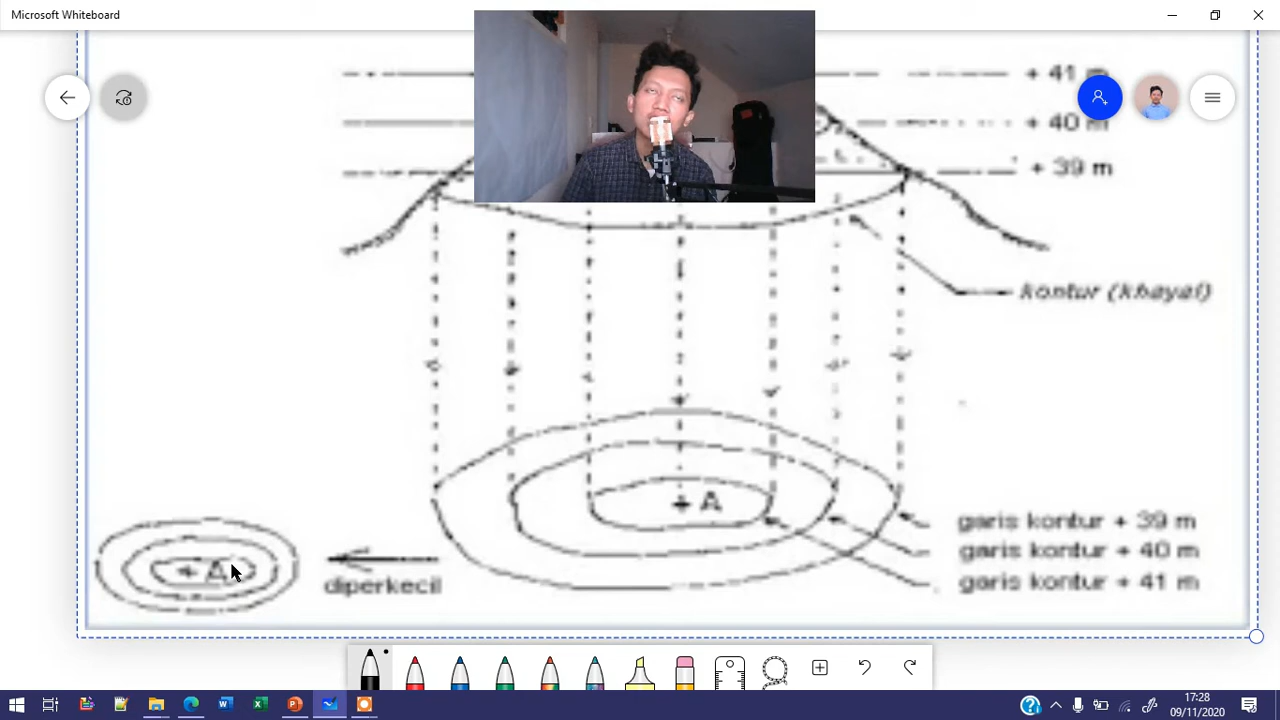 Microsoft Whiteboard
+ 41 m
+ 40 m
+ 39 m
kontur (khayal)
A
garis kontur + 39 m
garis kontur + 40 m
garis kontur + 41 m
A
diperkecil
17:28
09/11/2020